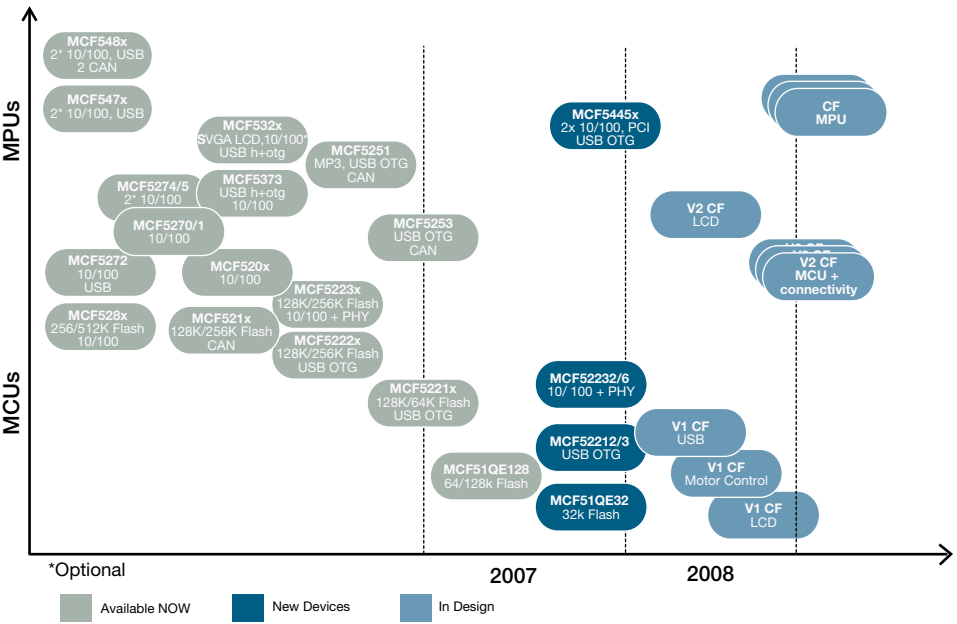 MPUs
MCUs
MCF548x
2* 10/100, USB
2 CAN
MCF547x
2* 10/100, USB
MCF532x
SVGA LCD,10/100*
USB h+otg
MCF5251
MP3, USB OTG
CAN
MCF5274/5
2* 10/100
MCF5373
USB h+otg
10/100
MCF5270/1
10/100
MCF5253
USB OTG
CAN
MCF5272
10/100
USB
MCF520x
10/100
MCF5223x
128K/256K Flash
10/100 + PHY
MCF528x
256/512K Flash
10/100
MCF521x
128K/256K Flash
CAN
MCF5222x
128K/256K Flash
USB OTG
MCF5221x
128K/64K Flash
USB OTG
MCF51QE128
64/128k Flash
MCF5445x
2x 10/100, PCI
USB OTG
MCF52232/6
10/ 100 + PHY
MCF52212/3
USB OTG
MCF51QE32
32k Flash
CF
MPU
V2 CF
LCD
V2 CF
MCU +
connectivity
V1 CF
USB
V1 CF
Motor Control
V1 CF
LCD
*Optional
2007
2008
Available NOW
New Devices
In Design